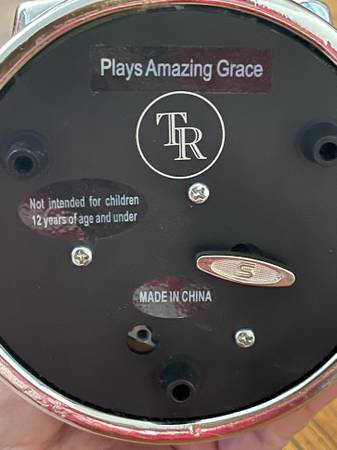 Plays Amazing Grace
TR
Not intended for children
12 years of age and under
S
MADE IN CHINA